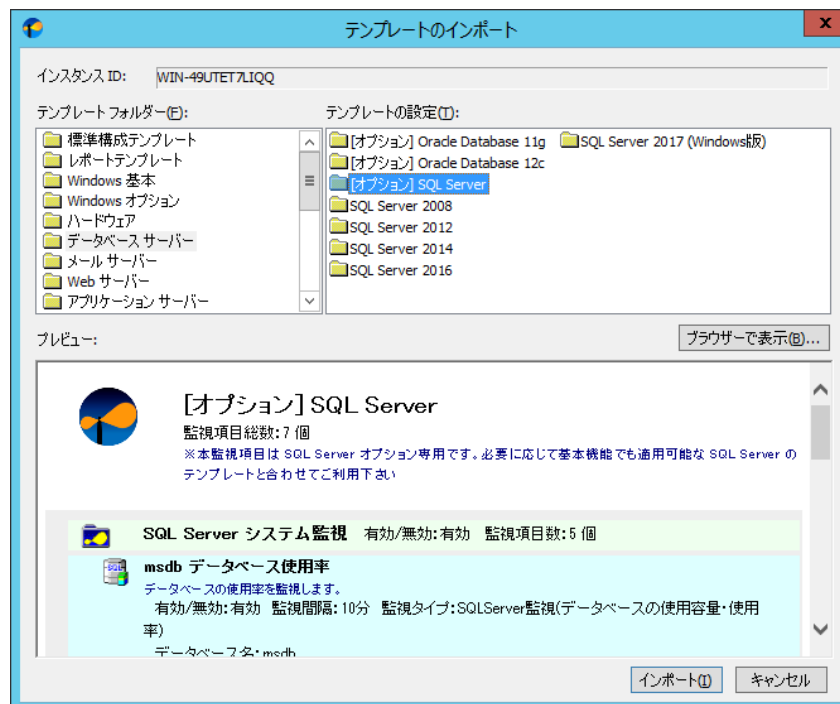 テンプレートのインポート
x
インスタンス ID: WIN-49UTET7LIQQ
テンプレート フォルダー(F):
標準構成テンプレート
レポートテンプレート
Windows 基本
Windows オプション
ハードウェア
データベース サーバー
メール サーバー
Web サーバー
アプリケーション サーバー
テンプレートの設定(T):
[オプション] Oracle Database 11g
[オプション] Oracle Database 12c
[オプション] SQL Server
SQL Server 2008
SQL Server 2012
SQL Server 2014
SQL Server 2016
SQL Server 2017 (Windows版)
プレビュー:
ブラウザーで表示(B)...
[オプション] SQL Server
監視項目総数:7 個
※本監視項目は SQL Server オプション専用です。必要に応じて基本機能でも適用可能な SQL Server の
テンプレートと合わせてご利用下さい
SQL Server システム監視 有効/無効:有効 監視項目数:5 個
msdb データベース使用率
データベースの使用率を監視します。
有効/無効:有効 監視間隔:10分 監視タイプ:SQLServer監視(データベースの使用容量・使用
率)
データベース名:msdb
インポート(I)
キャンセル